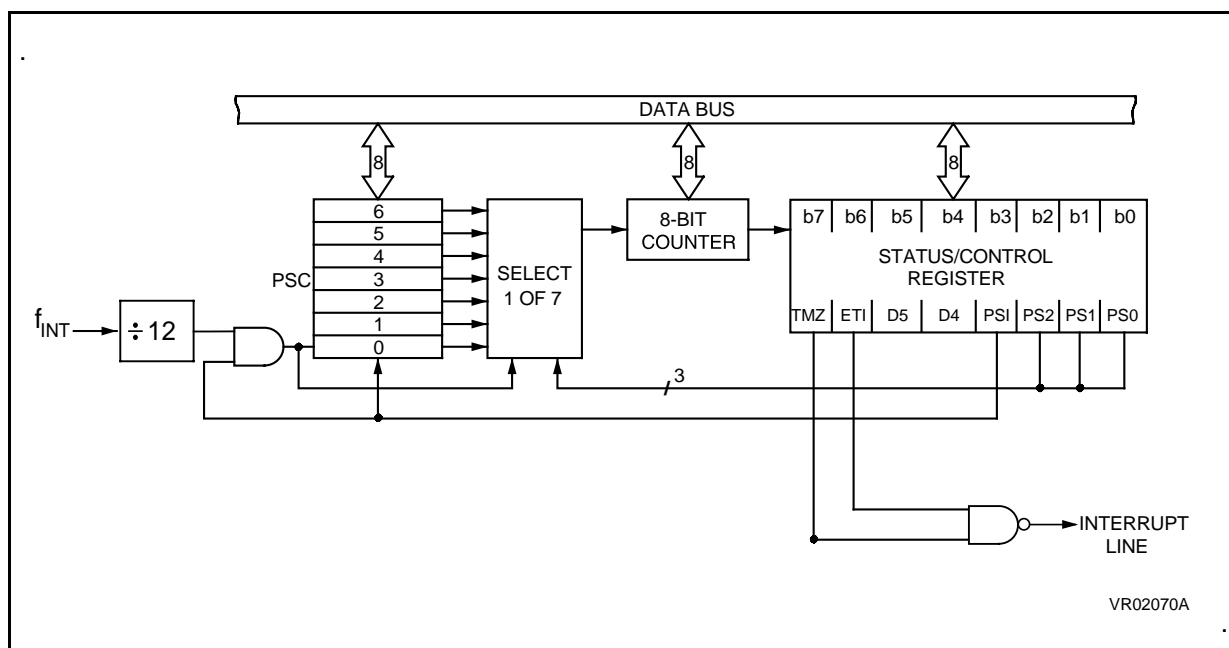 DATA BUS
8
8
8
6
5
4
3
2
1
0
PSC
SELECT
1 OF 7
8-BIT
COUNTER
b7 b6 b5 b4 b3 b2 b1 b0
STATUS/CONTROL
REGISTER
TMZ ETI D5 D4 PSI PS2 PS1 PS0
fINT
÷ 12
3
INTERRUPT
LINE
VR02070A